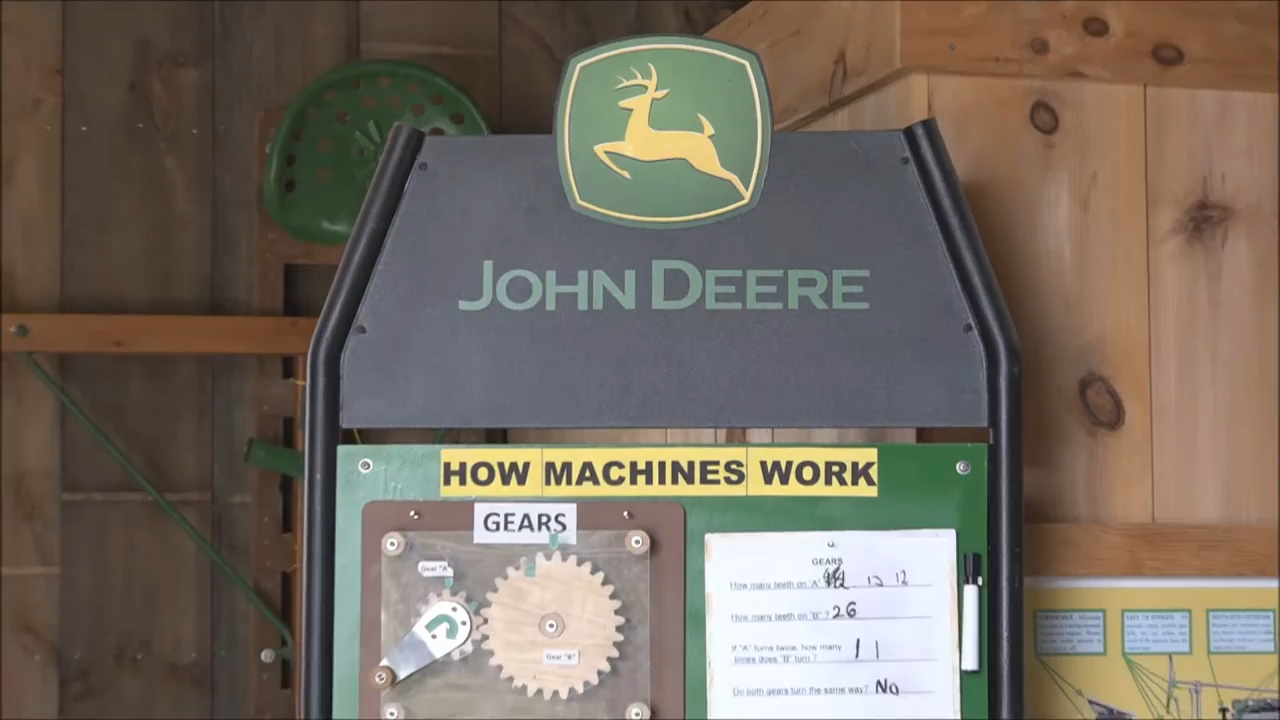 JOHN DEERE
HOW MACHINES WORK
GEARS
Gear "A"
Gear "B"
GEARS
How many teeth on "A" 12
How many teeth on "B"? 26
If "A" turns twice, how many
times does "B" turn? 1 1
Do both gears turn the same way? No